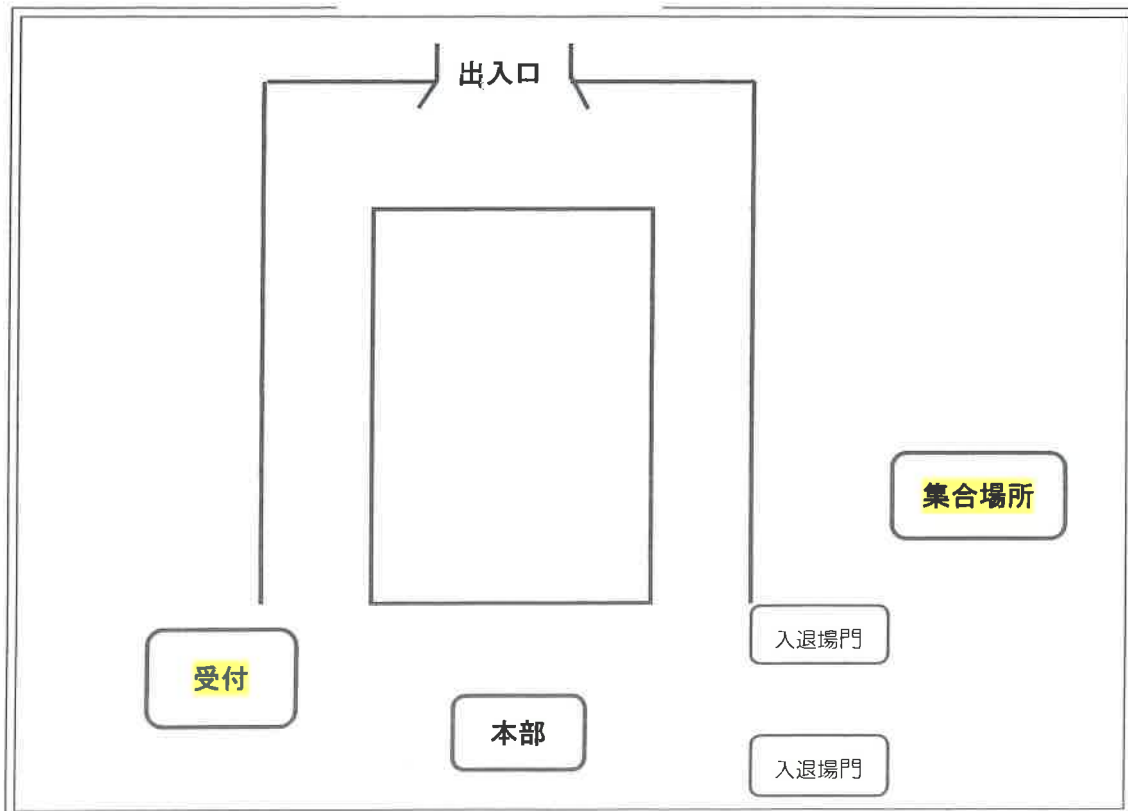 出入口
集合場所
入退場門
受付
本部
入退場門